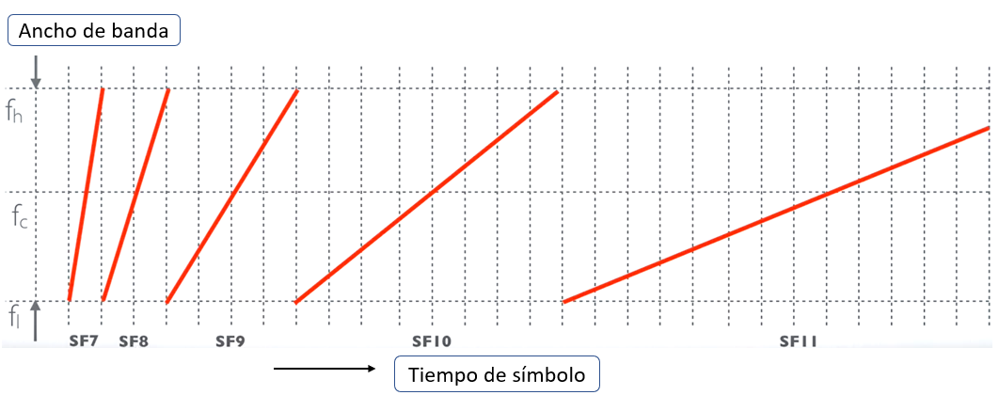 Ancho de banda
fh
fc
fl
SF7 SF8 SF9 SF10 SF11
Tiempo de símbolo